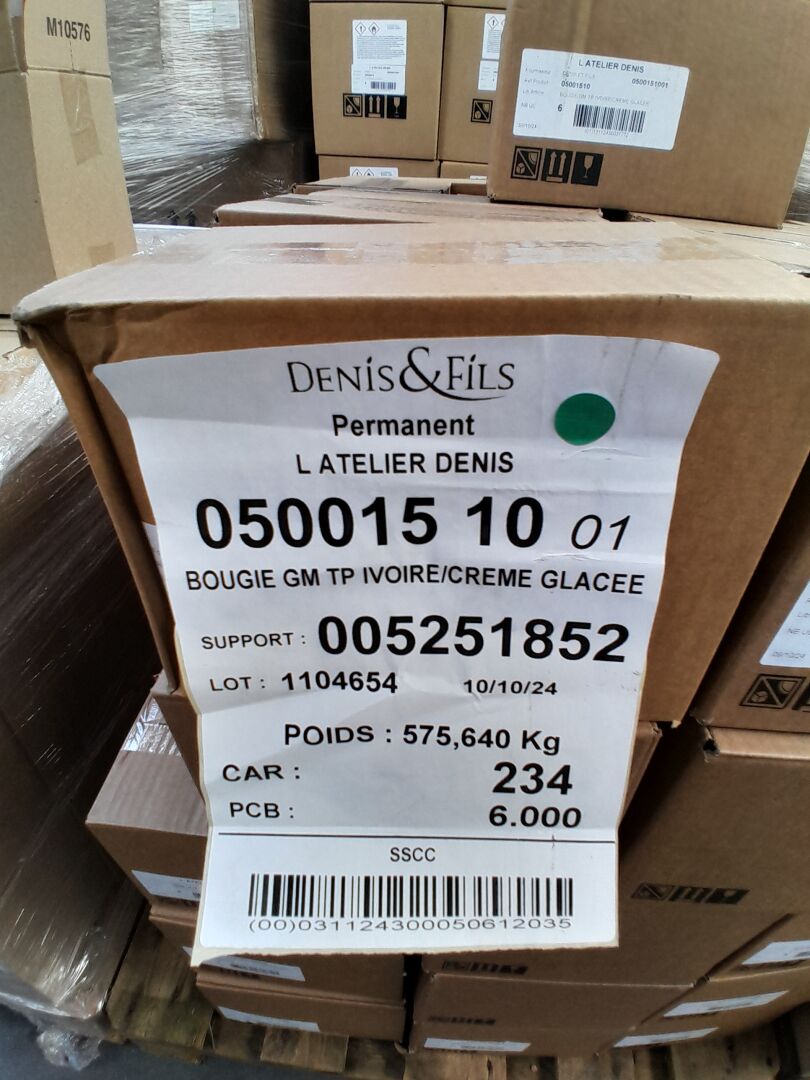 M10576
L ATELIER DENIS
05001510
0500151001
BOUGIE GM TP IVOIRE/CREME GLACEE
6
DENIS & FILS
Permanent
L ATELIER DENIS
050015 10 01
BOUGIE GM TP IVOIRE/CREME GLACEE
SUPPORT : 005251852
LOT : 1104654 10/10/24
POIDS : 575,640 Kg
CAR : 234
PCB : 6.000
SSCC
(00)031124300050612035